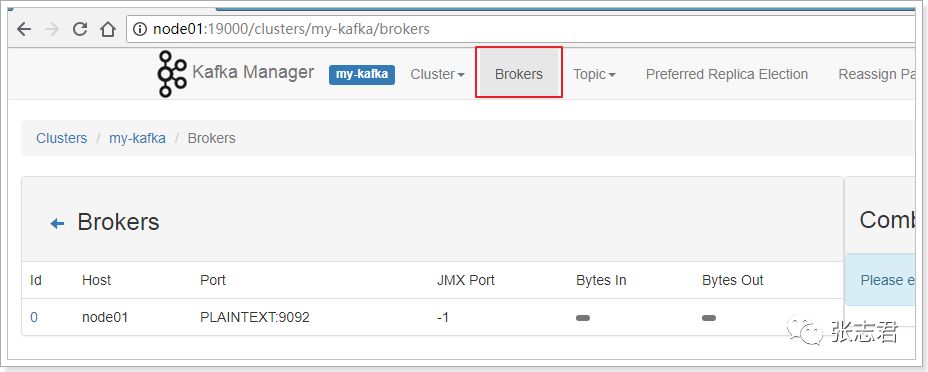 node01:19000/clusters/my-kafka/brokers
Kafka Manager my-kafka Cluster Brokers Topic Preferred Replica Election Reassign Pa
Clusters / my-kafka / Brokers
Brokers
Comb
Id Host Port JMX Port Bytes In Bytes Out
Please e
0 node01 PLAINTEXT:9092 -1
张志君